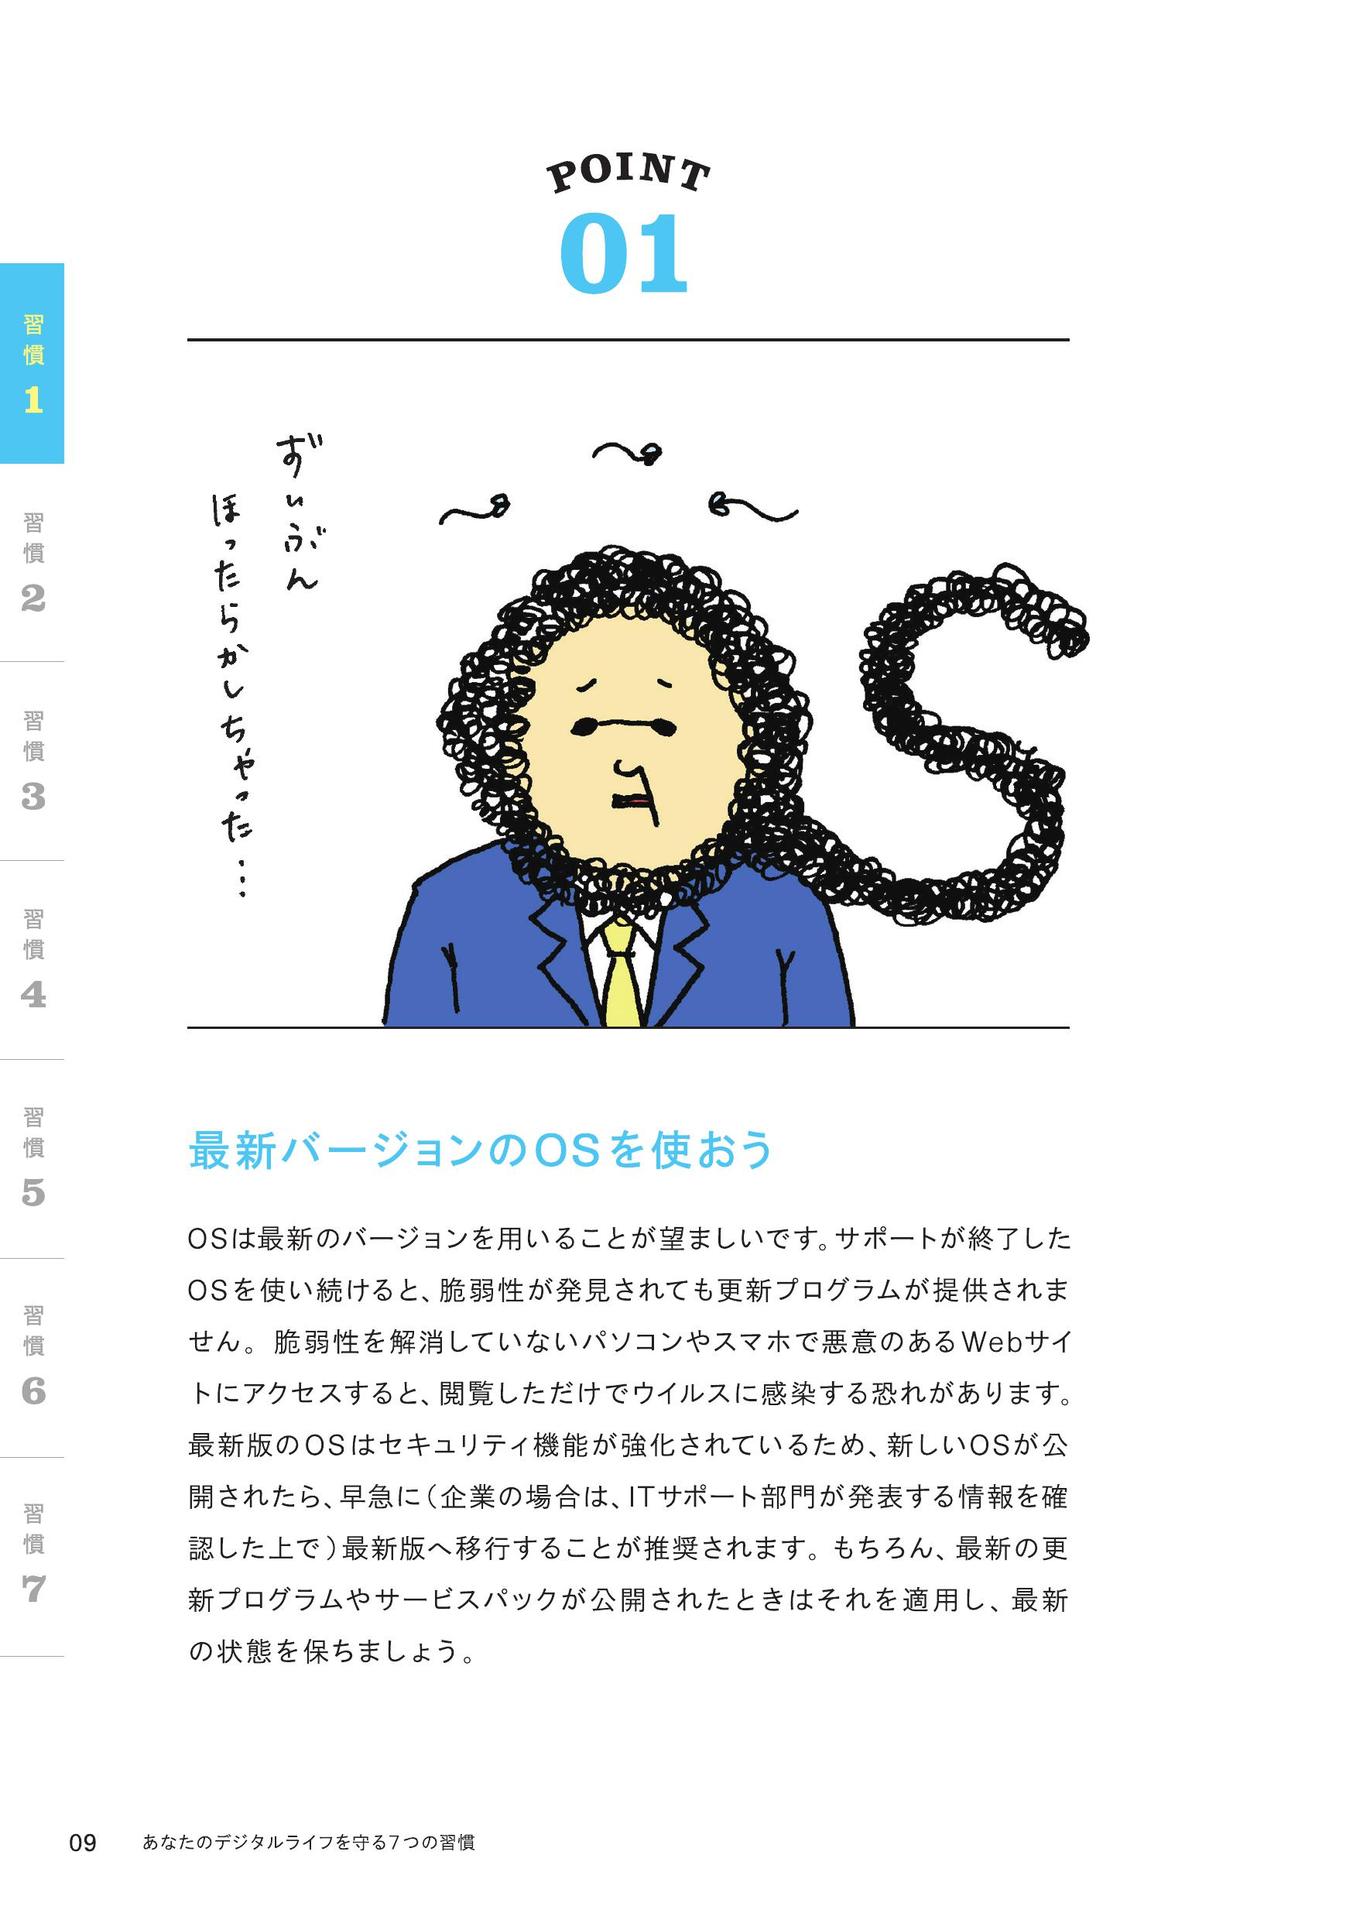 POINT
01
習慣1
習慣2
習慣3
習慣4
習慣5
習慣6
習慣7
ずいぶん
ほったらかしちゃった…
OS
最新バージョンのOSを使おう
OSは最新のバージョンを用いることが望ましいです。サポートが終了した
OSを使い続けると、脆弱性が発見されても更新プログラムが提供されま
せん。脆弱性を解消していないパソコンやスマホで悪意のあるWebサイ
トにアクセスすると、閲覧しただけでウイルスに感染する恐れがあります。
最新版のOSはセキュリティ機能が強化されているため、新しいOSが公
開されたら、早急に（企業の場合は、ITサポート部門が発表する情報を確
認した上で）最新版へ移行することが推奨されます。もちろん、最新の更
新プログラムやサービスパックが公開されたときはそれを適用し、最新
の状態を保ちましょう。
09 あなたのデジタルライフを守る7つの習慣